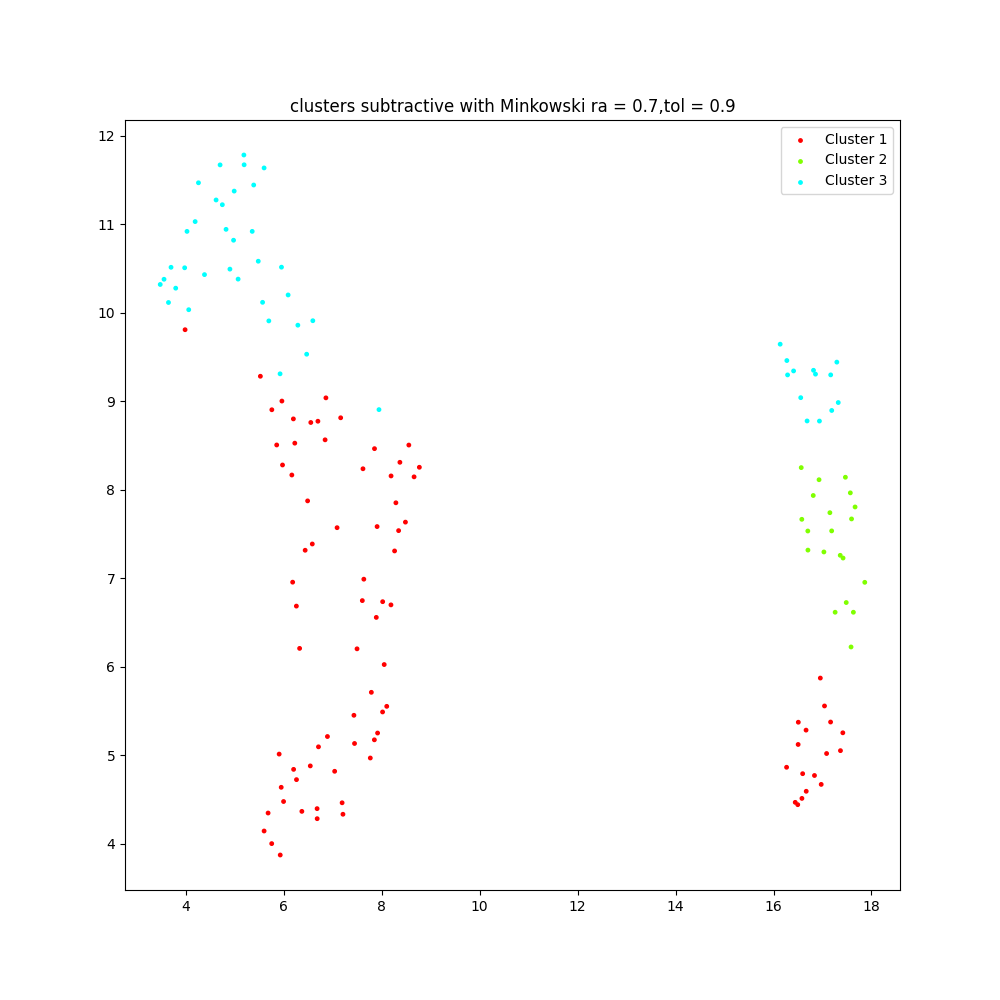 clusters subtractive with Minkowski ra = 0.7,tol = 0.9
Cluster 1
Cluster 2
Cluster 3
12
11
10
9
8
7
6
5
4
4 6 8 10 12 14 16 18